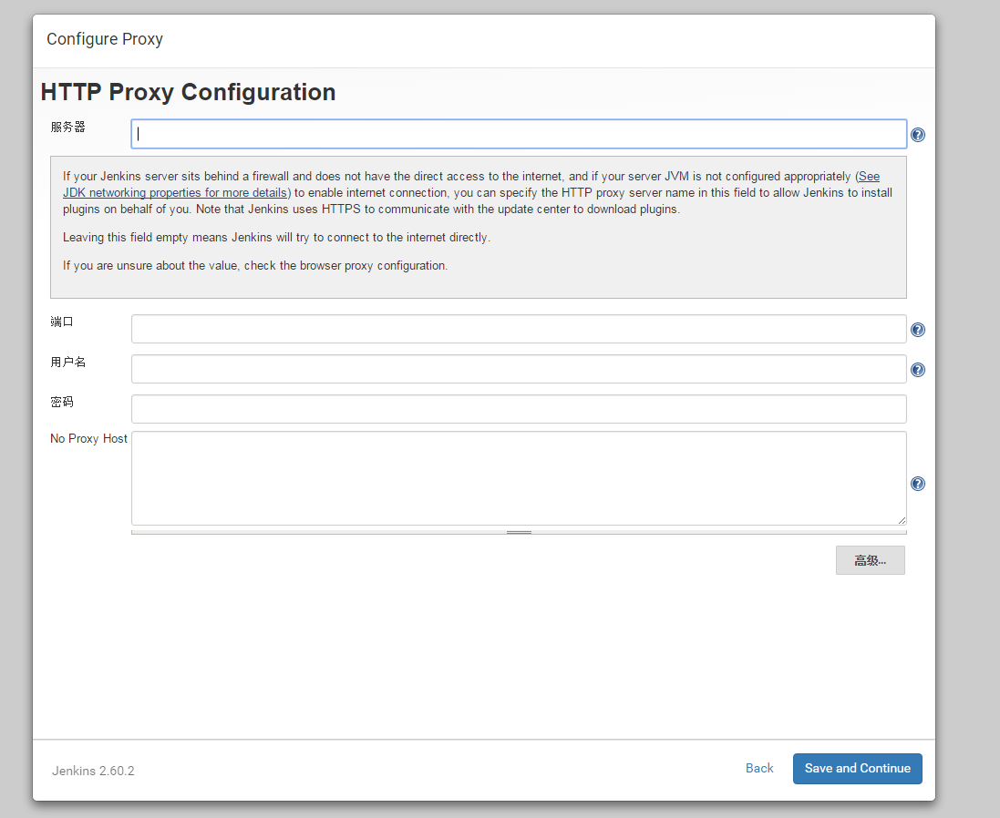 Configure Proxy
HTTP Proxy Configuration
服务器
If your Jenkins server sits behind a firewall and does not have the direct access to the internet, and if your server JVM is not configured appropriately (See
JDK networking properties for more details) to enable internet connection, you can specify the HTTP proxy server name in this field to allow Jenkins to install
plugins on behalf of you. Note that Jenkins uses HTTPS to communicate with the update center to download plugins.
Leaving this field empty means Jenkins will try to connect to the internet directly.
If you are unsure about the value, check the browser proxy configuration.
端口
用户名
密码
No Proxy Host
高级...
Jenkins 2.60.2
Back
Save and Continue